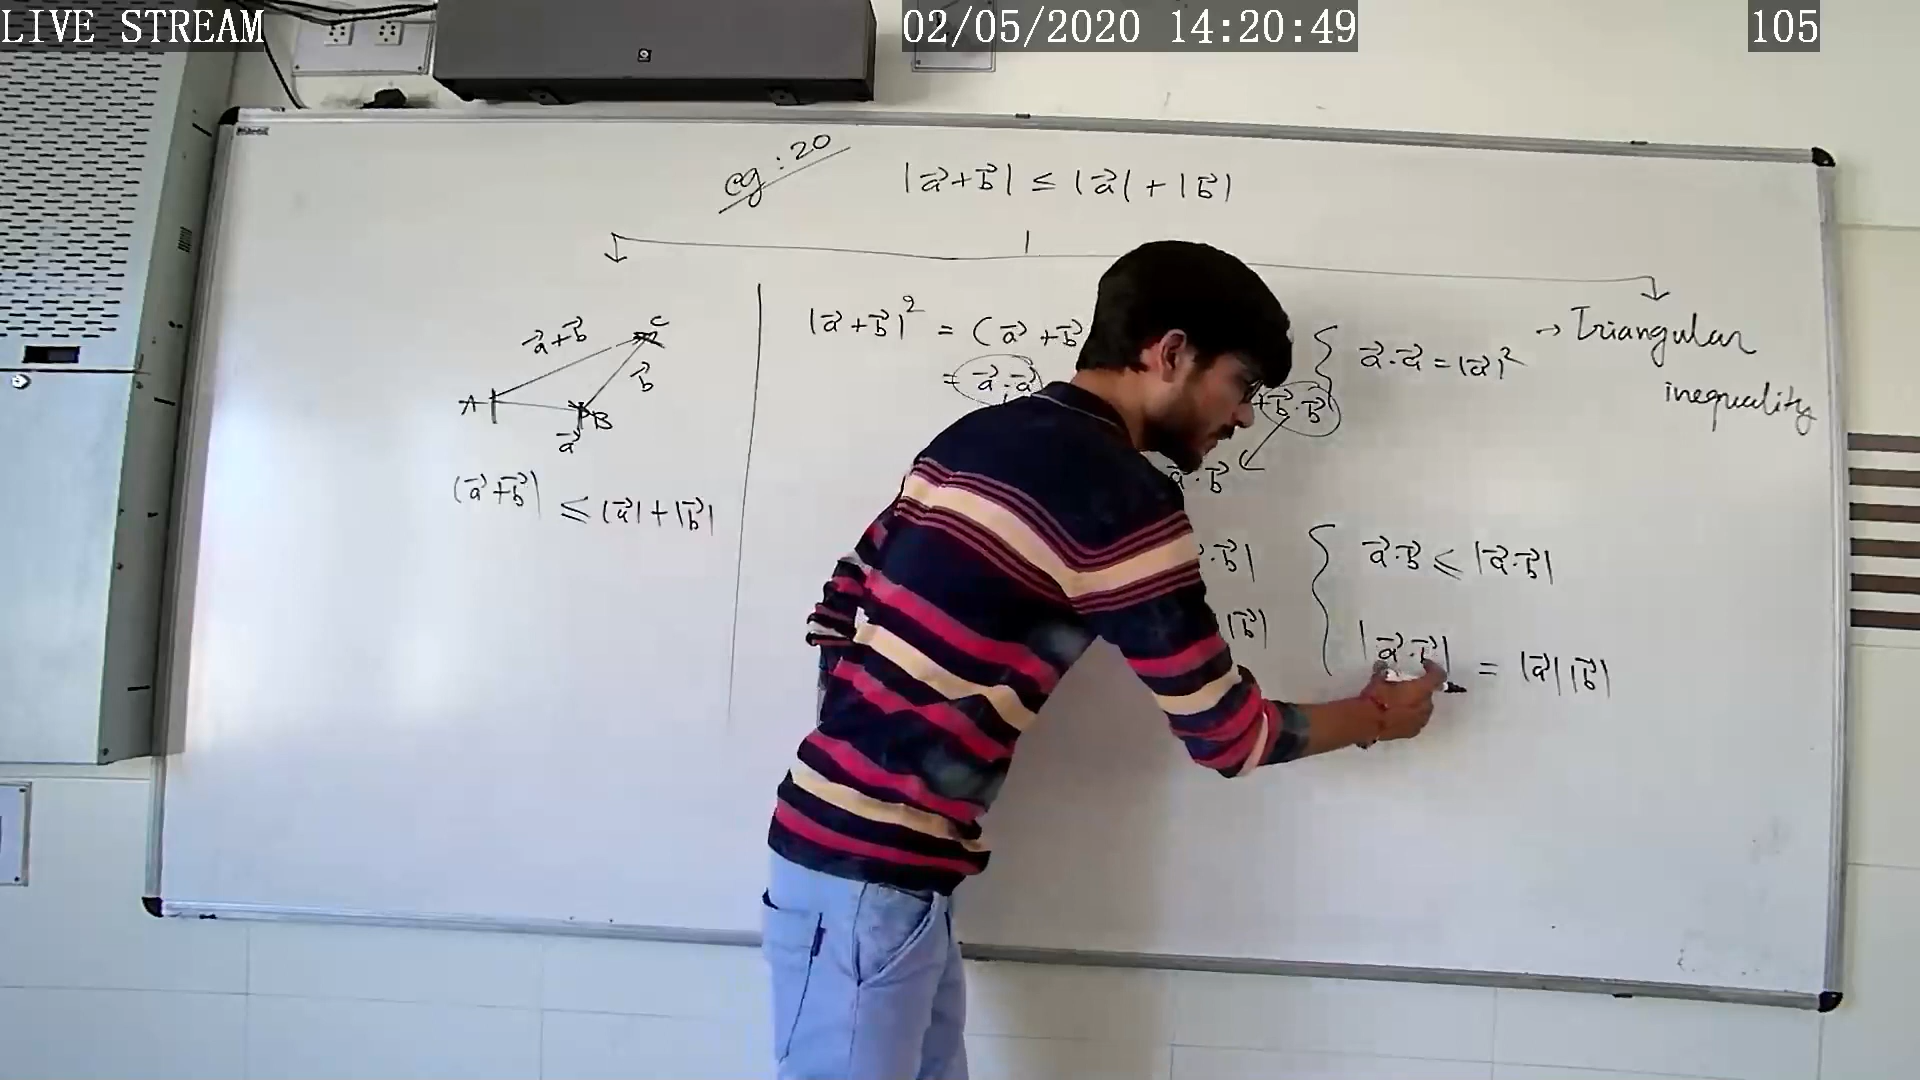 LIVE STREAM 02/05/2020 14:20:49 105
eg:20
|a⃗+b⃗| ≤ |a⃗|+|b⃗|
a⃗+b⃗
C
b⃗
A
B
a⃗
|a⃗+b⃗| ⩽ |a⃗|+|b⃗|
|a⃗+b⃗|² = (a⃗+b⃗
= a⃗·a⃗
+b⃗·b⃗
a⃗·b⃗
·b⃗|
|b⃗|
a⃗·a⃗ = |a⃗|²
→ Triangular
inequality
a⃗·b⃗ ⩽ |a⃗·b⃗|
|a⃗·b⃗| = |a⃗||b⃗|